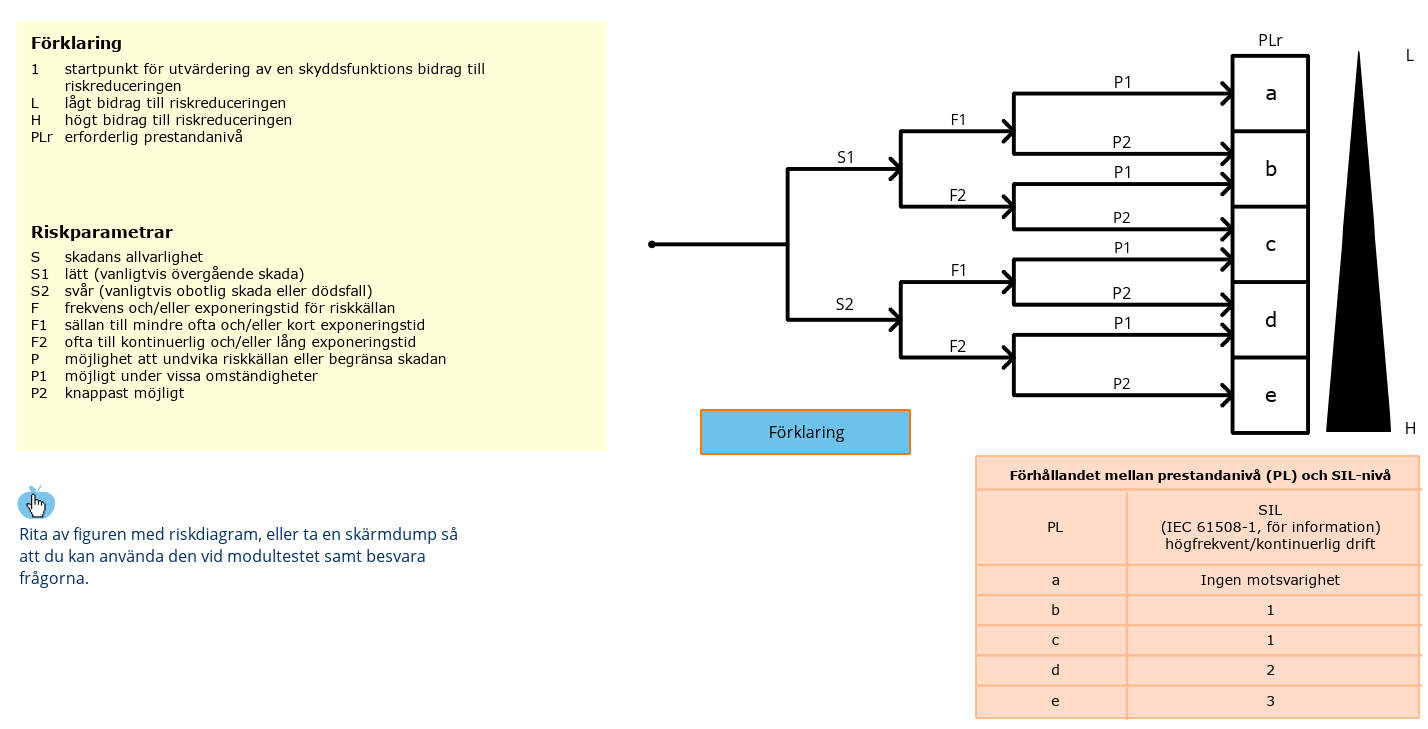 Förklaring
1 startpunkt för utvärdering av en skyddsfunktions bidrag till
riskreduceringen
L lågt bidrag till riskreduceringen
H högt bidrag till riskreduceringen
PLr erforderlig prestandanivå
Riskparametrar
S skadans allvarlighet
S1 lätt (vanligtvis övergående skada)
S2 svår (vanligtvis obotlig skada eller dödsfall)
F frekvens och/eller exponeringstid för riskkällan
F1 sällan till mindre ofta och/eller kort exponeringstid
F2 ofta till kontinuerlig och/eller lång exponeringstid
P möjlighet att undvika riskkällan eller begränsa skadan
P1 möjligt under vissa omständigheter
P2 knappast möjligt
Rita av figuren med riskdiagram, eller ta en skärmdump så
att du kan använda den vid modultestet samt besvara
frågorna.
PLr
L
P1
a
F1
P2
S1
b
P1
F2
P2
c
P1
F1
P2
S2
d
P1
F2
P2
e
H
Förklaring
Förhållandet mellan prestandanivå (PL) och SIL-nivå
SIL
PL (IEC 61508-1, för information)
högfrekvent/kontinuerlig drift
a Ingen motsvarighet
b 1
c 1
d 2
e 3